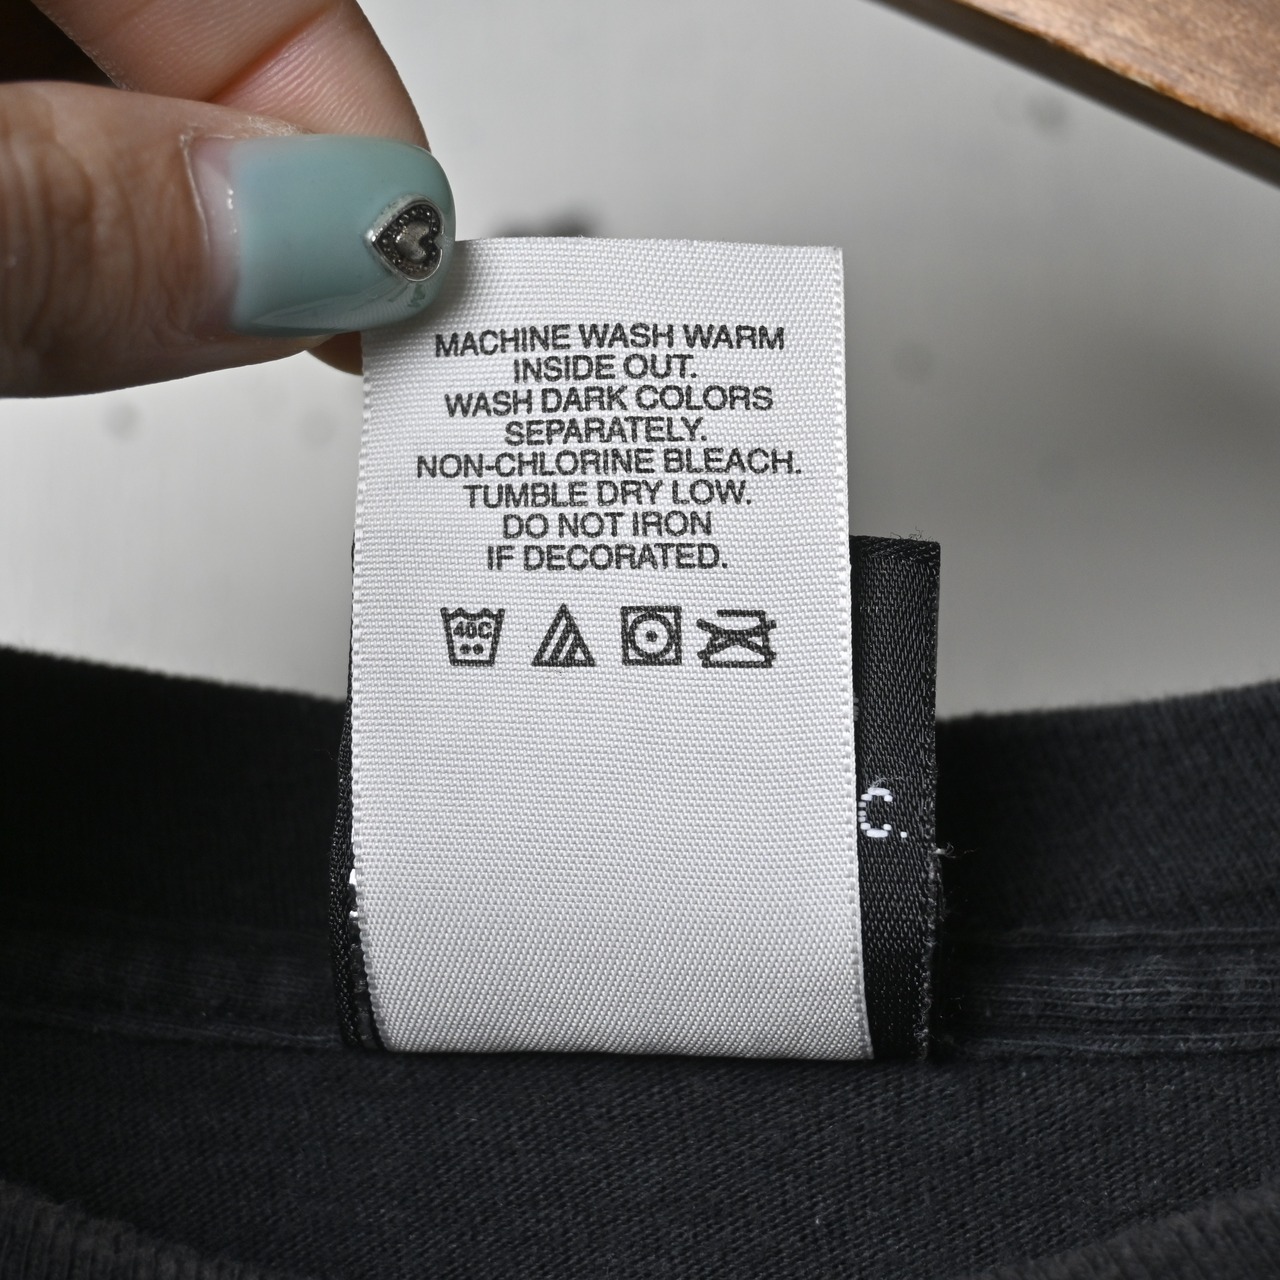 MACHINE WASH WARM
INSIDE OUT.
WASH DARK COLORS
SEPARATELY.
NON-CHLORINE BLEACH.
TUMBLE DRY LOW.
DO NOT IRON
IF DECORATED.
40C
C.